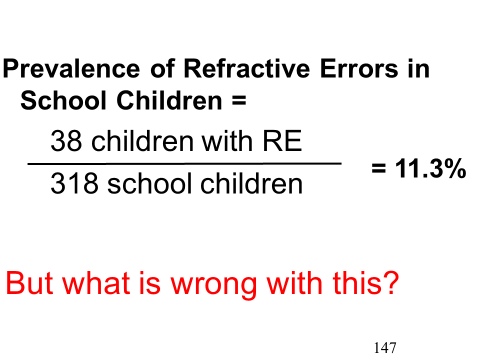 Prevalence of Refractive Errors in
School Children =
38 children with RE
318 school children
= 11.3%
But what is wrong with this?
147